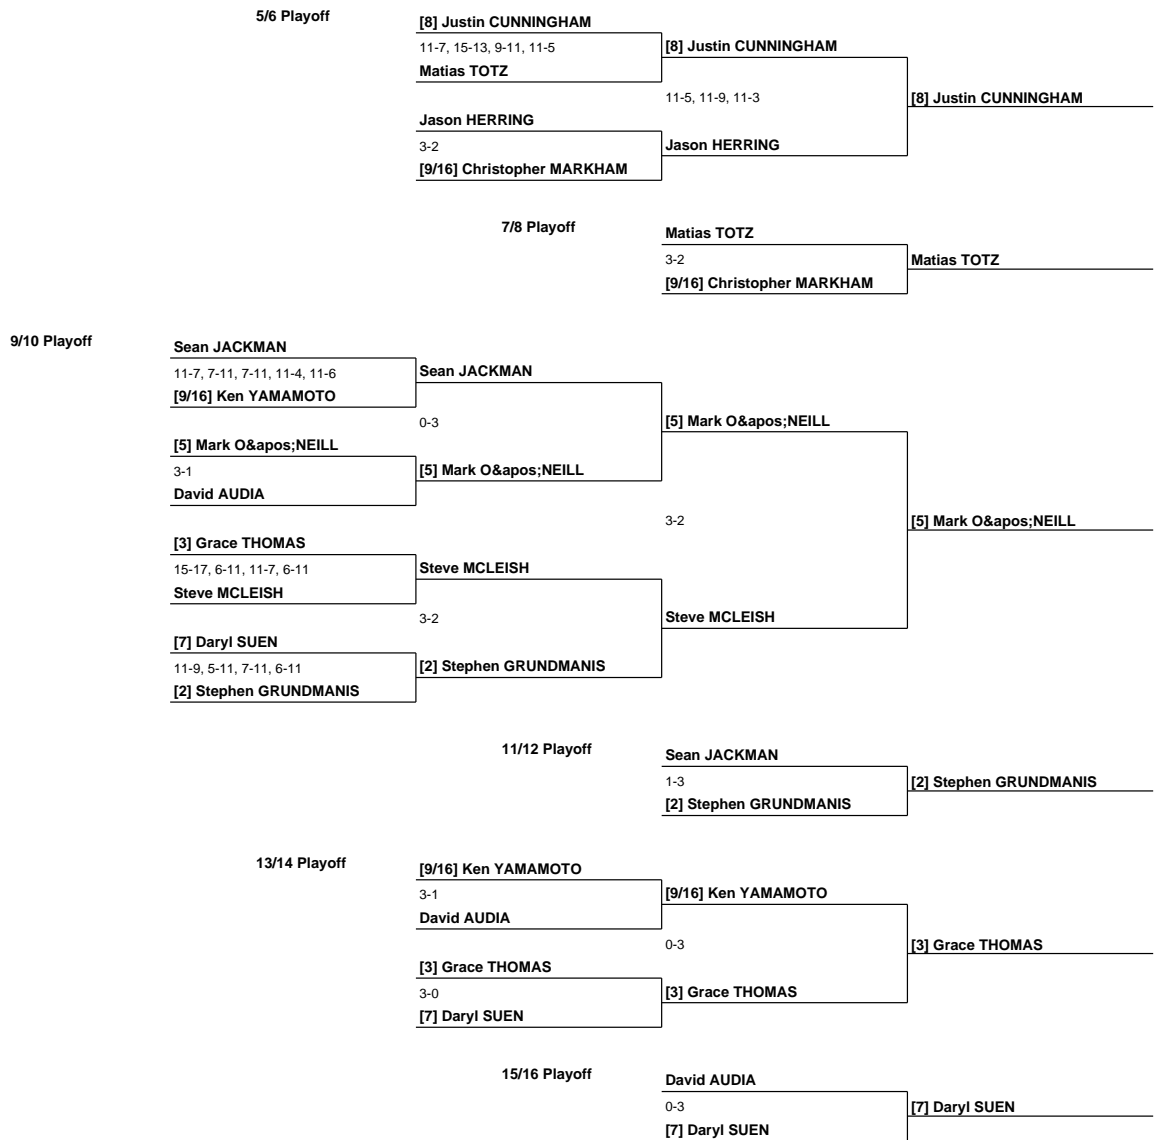 5/6 Playoff
[8] Justin CUNNINGHAM
11-7, 15-13, 9-11, 11-5
[8] Justin CUNNINGHAM
Matias TOTZ
11-5, 11-9, 11-3
[8] Justin CUNNINGHAM
Jason HERRING
3-2
Jason HERRING
[9/16] Christopher MARKHAM
7/8 Playoff
Matias TOTZ
3-2
Matias TOTZ
[9/16] Christopher MARKHAM
9/10 Playoff
Sean JACKMAN
11-7, 7-11, 7-11, 11-4, 11-6
Sean JACKMAN
[9/16] Ken YAMAMOTO
0-3
[5] Mark O&apos;NEILL
[5] Mark O&apos;NEILL
3-1
[5] Mark O&apos;NEILL
David AUDIA
3-2
[5] Mark O&apos;NEILL
[3] Grace THOMAS
15-17, 6-11, 11-7, 6-11
Steve MCLEISH
Steve MCLEISH
3-2
Steve MCLEISH
[7] Daryl SUEN
11-9, 5-11, 7-11, 6-11
[2] Stephen GRUNDMANIS
[2] Stephen GRUNDMANIS
11/12 Playoff
Sean JACKMAN
1-3
[2] Stephen GRUNDMANIS
[2] Stephen GRUNDMANIS
13/14 Playoff
[9/16] Ken YAMAMOTO
3-1
[9/16] Ken YAMAMOTO
David AUDIA
0-3
[3] Grace THOMAS
[3] Grace THOMAS
3-0
[3] Grace THOMAS
[7] Daryl SUEN
15/16 Playoff
David AUDIA
0-3
[7] Daryl SUEN
[7] Daryl SUEN